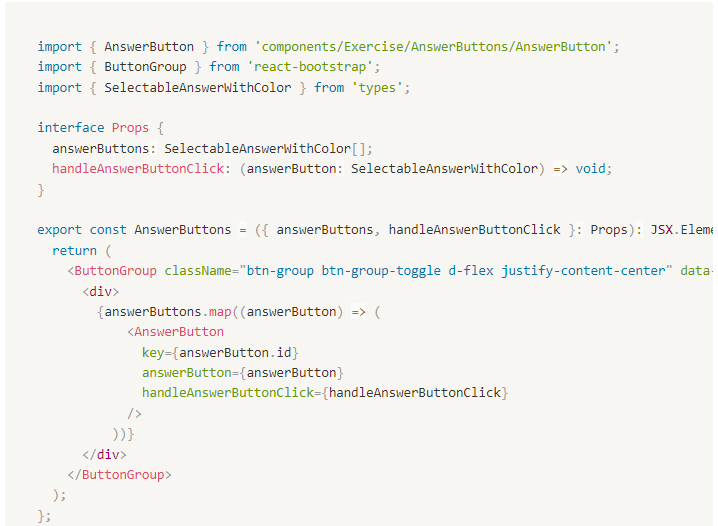 import { AnswerButton } from 'components/Exercise/AnswerButtons/AnswerButton';
import { ButtonGroup } from 'react-bootstrap';
import { SelectableAnswerWithColor } from 'types';

interface Props {
  answerButtons: SelectableAnswerWithColor[];
  handleAnswerButtonClick: (answerButton: SelectableAnswerWithColor) => void;
}

export const AnswerButtons = ({ answerButtons, handleAnswerButtonClick }: Props): JSX.Eleme
  return (
    <ButtonGroup className="btn-group btn-group-toggle d-flex justify-content-center" data-
      <div>
        {answerButtons.map((answerButton) => (
            <AnswerButton
              key={answerButton.id}
              answerButton={answerButton}
              handleAnswerButtonClick={handleAnswerButtonClick}
            />
          ))}
      </div>
    </ButtonGroup>
  );
};